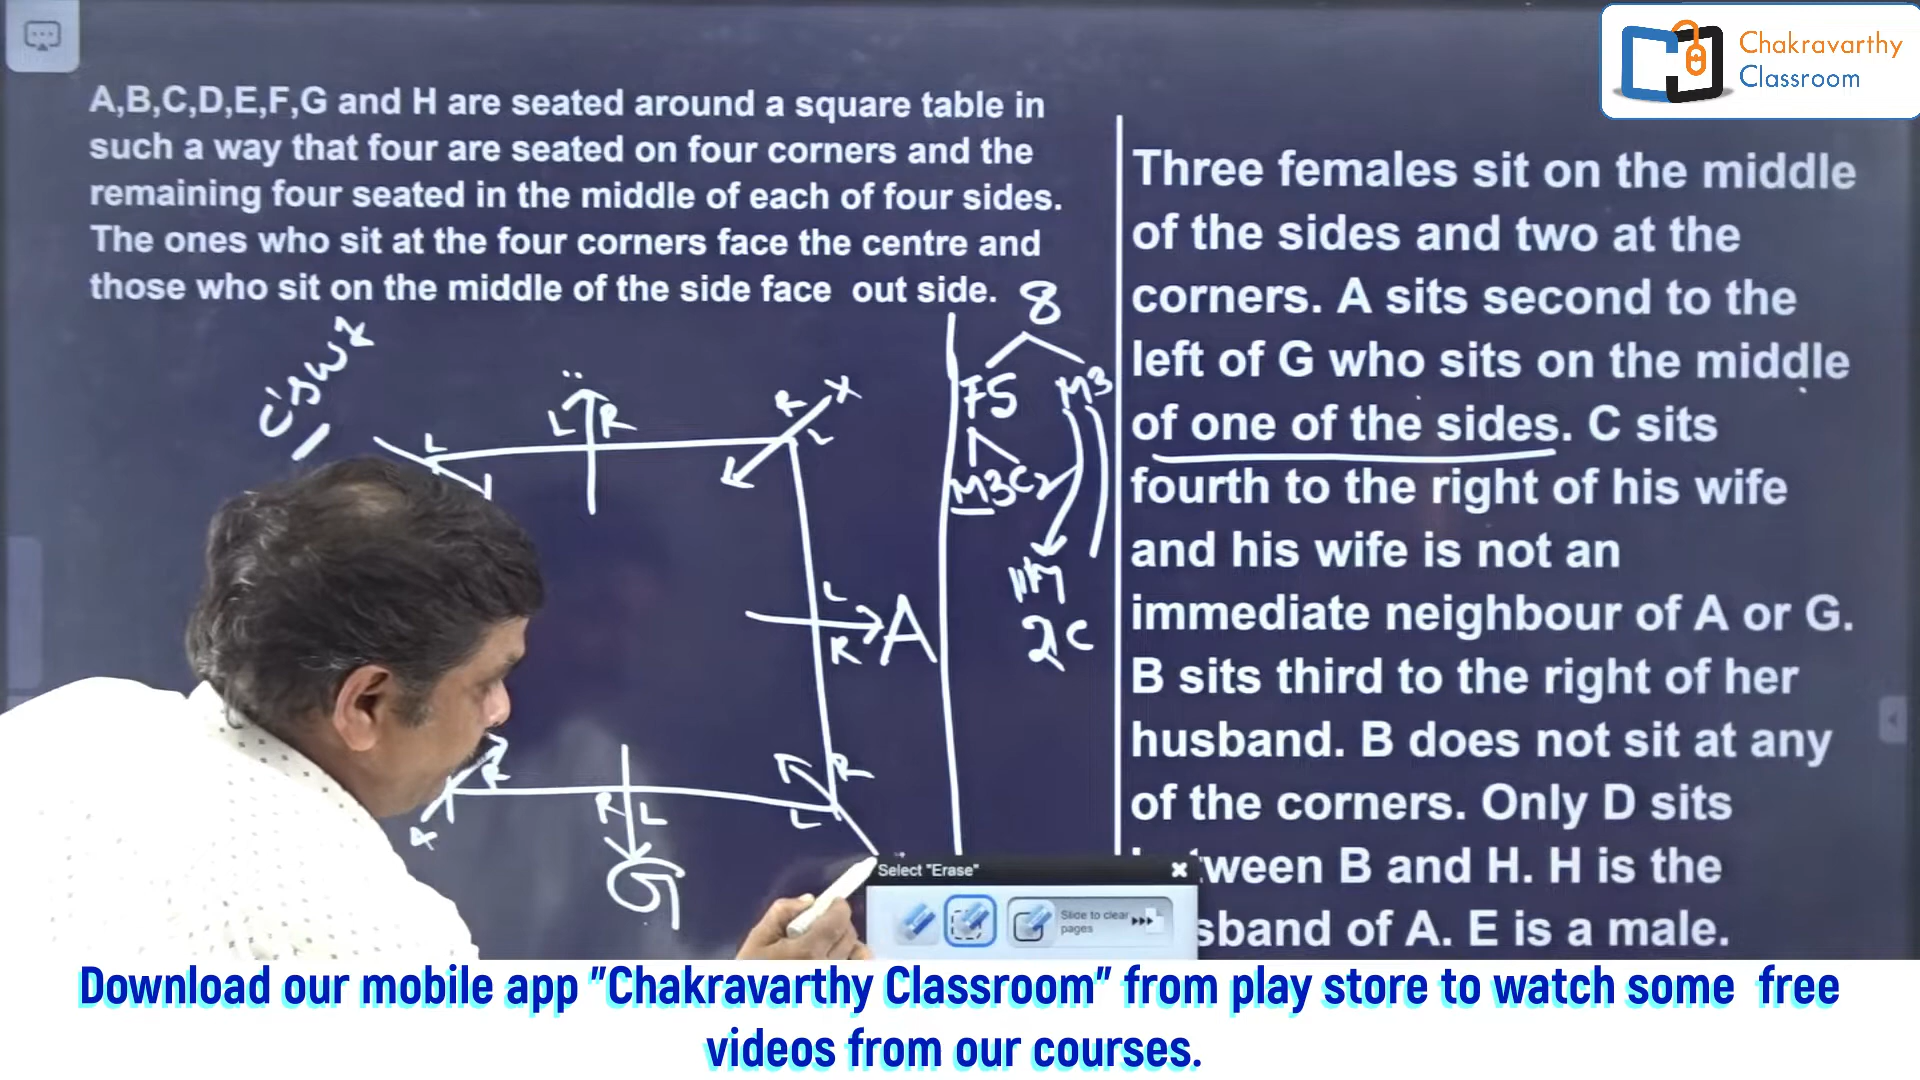 Chakravarthy
Classroom
A,B,C,D,E,F,G and H are seated around a square table in
such a way that four are seated on four corners and the
remaining four seated in the middle of each of four sides.
The ones who sit at the four corners face the centre and
those who sit on the middle of the side face out side.
Three females sit on the middle
of the sides and two at the
corners. A sits second to the
left of G who sits on the middle
of one of the sides. C sits
fourth to the right of his wife
and his wife is not an
immediate neighbour of A or G.
B sits third to the right of her
husband. B does not sit at any
of the corners. Only D sits
tween B and H. H is the
sband of A. E is a male.
8
F5 M3
M3C2
1M
2C
C's w x
L
L R
R x
L
L
A
R
R
R
L
R L
G
x
Select "Erase"
Slide to clear
pages
Download our mobile app "Chakravarthy Classroom" from play store to watch some free
videos from our courses.